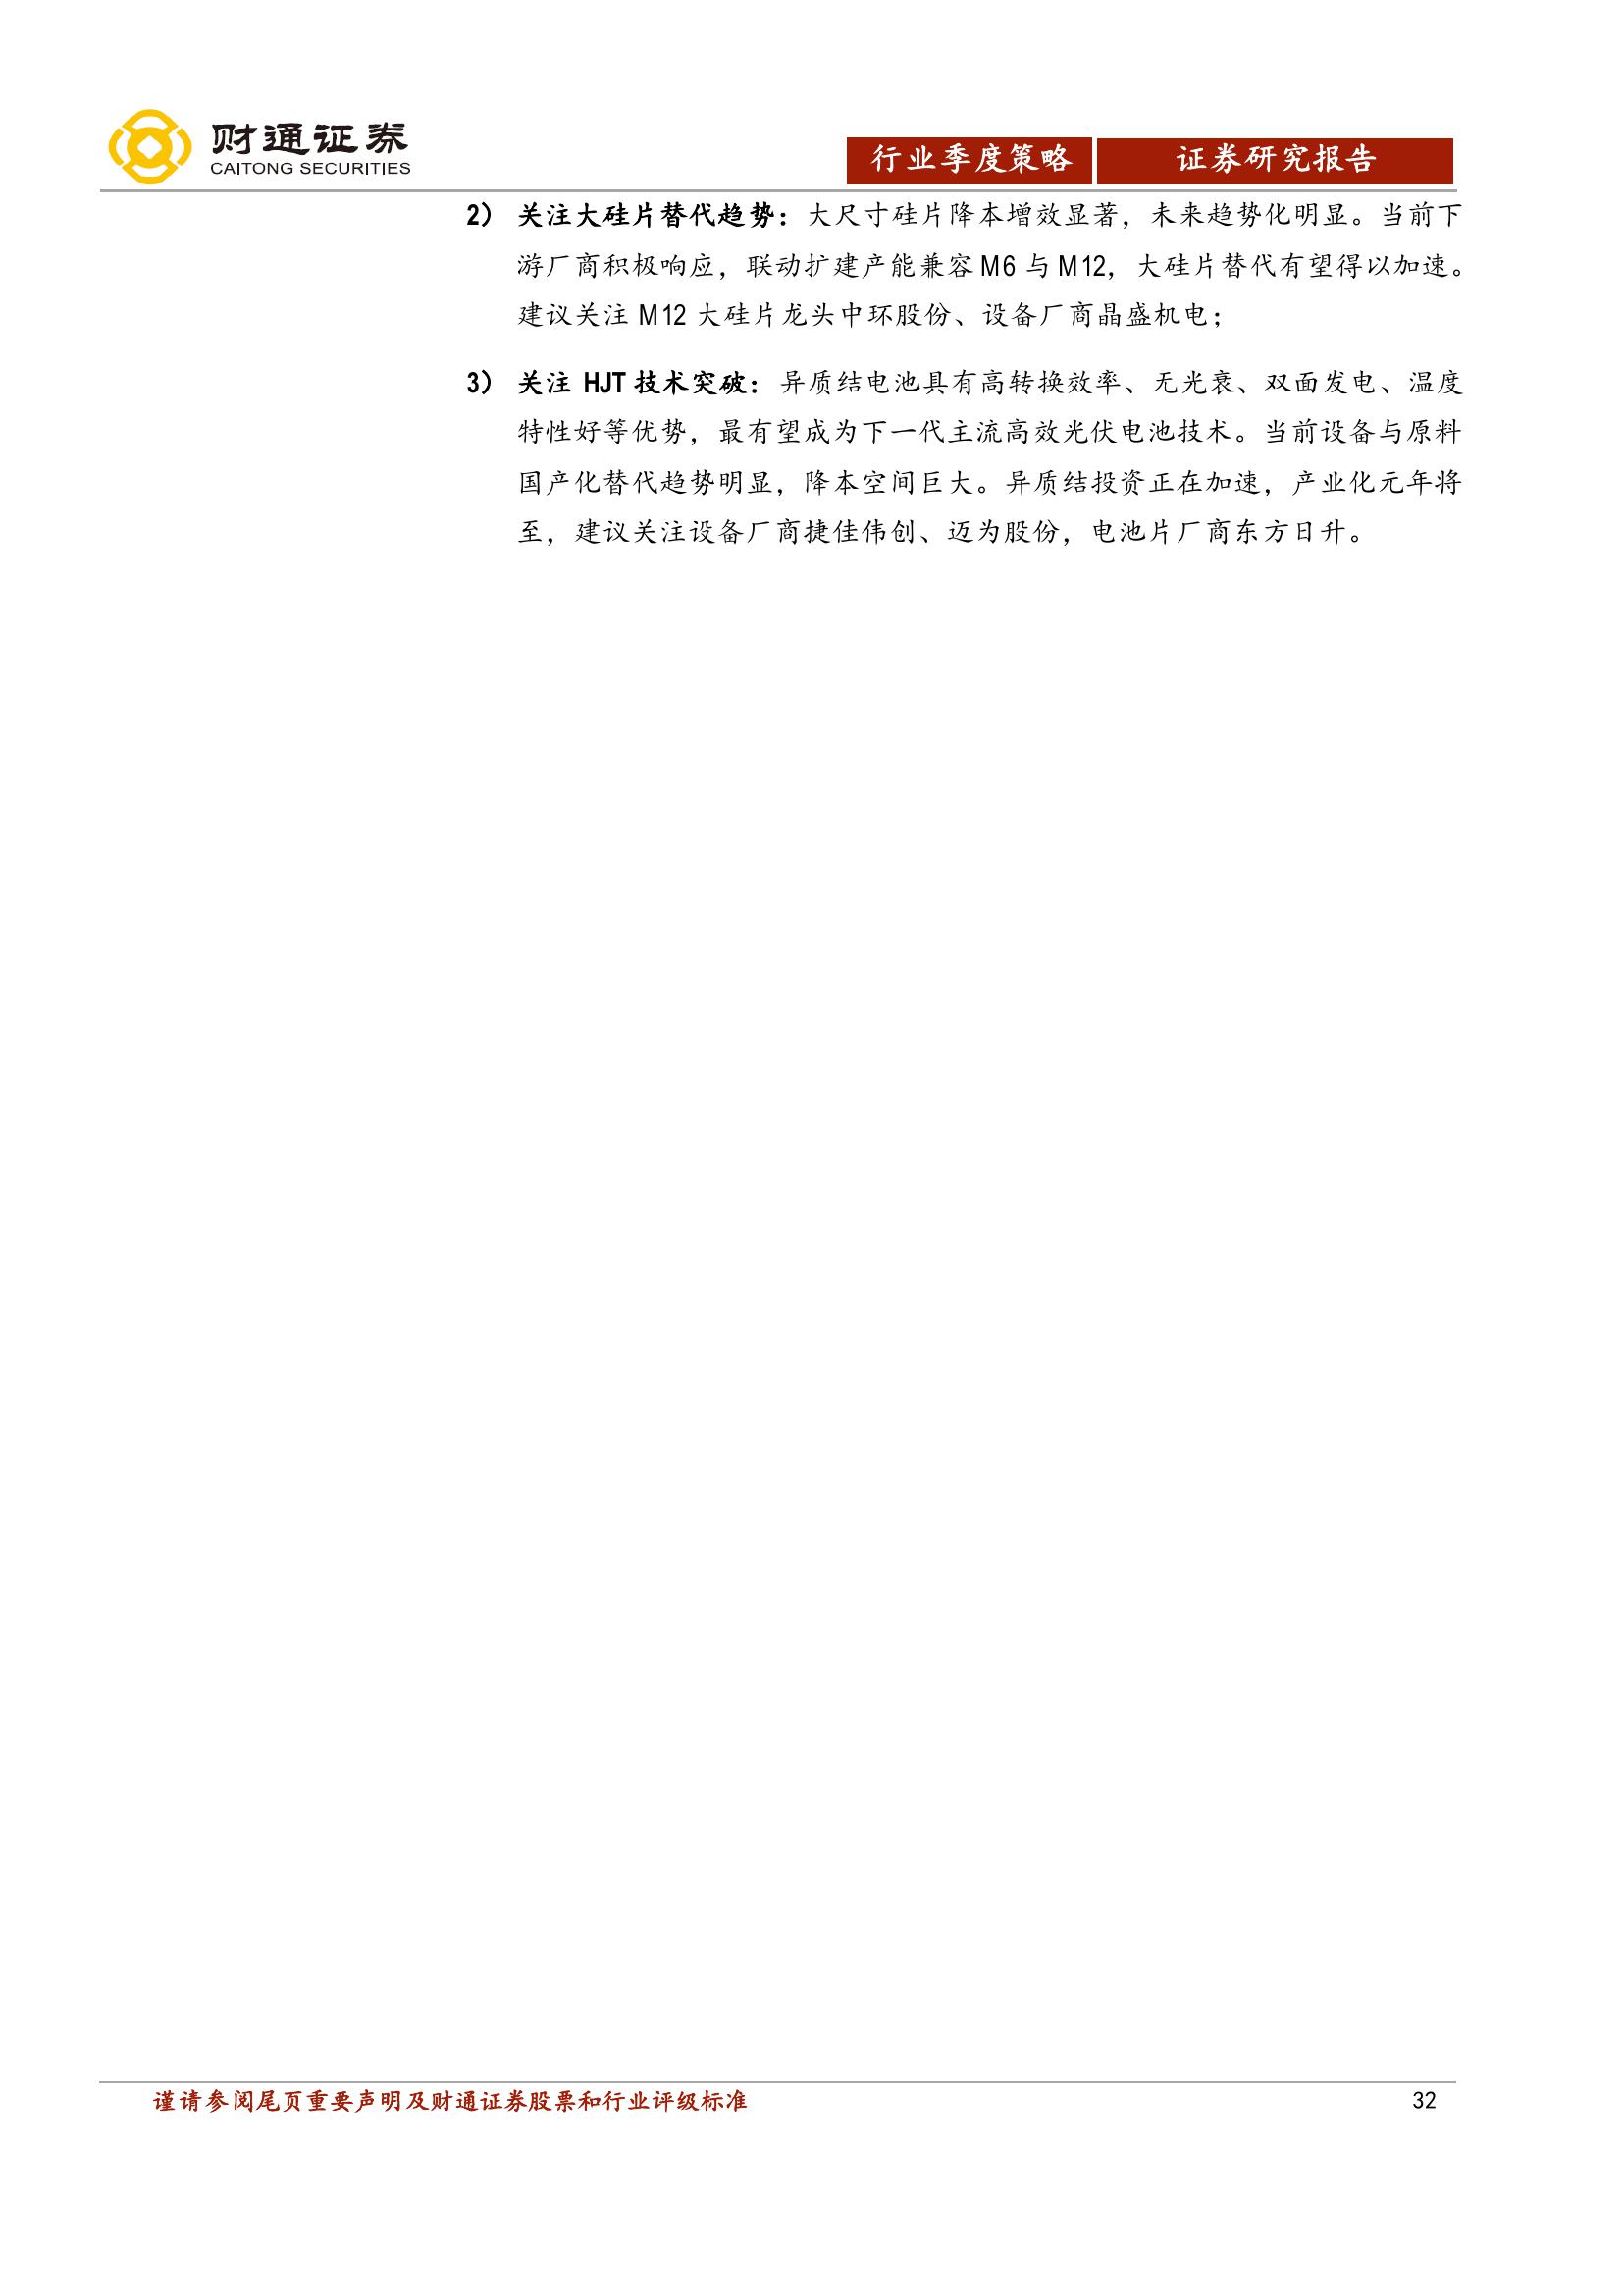 财通证券
CAITONG SECURITIES
行业季度策略 证券研究报告
2） 关注大硅片替代趋势：大尺寸硅片降本增效显著，未来趋势化明显。当前下
游厂商积极响应，联动扩建产能兼容 M6 与 M12，大硅片替代有望得以加速。
建议关注 M12 大硅片龙头中环股份、设备厂商晶盛机电；
3） 关注 HJT 技术突破：异质结电池具有高转换效率、无光衰、双面发电、温度
特性好等优势，最有望成为下一代主流高效光伏电池技术。当前设备与原料
国产化替代趋势明显，降本空间巨大。异质结投资正在加速，产业化元年将
至，建议关注设备厂商捷佳伟创、迈为股份，电池片厂商东方日升。
谨请参阅尾页重要声明及财通证券股票和行业评级标准 32